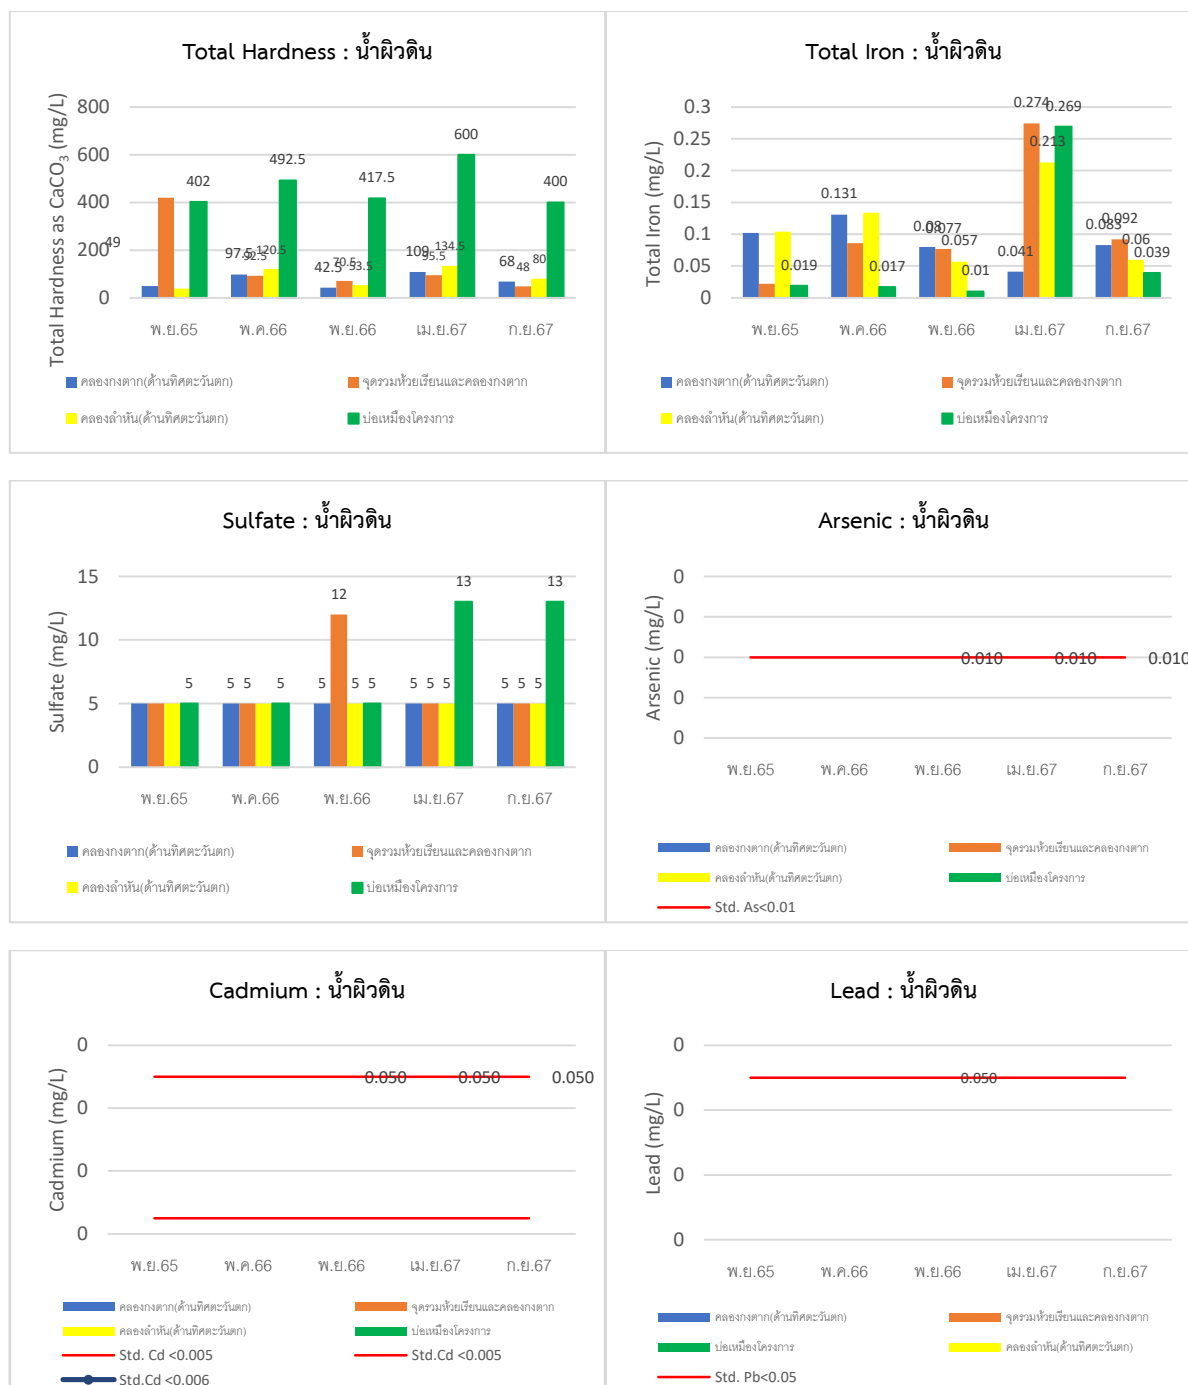 Total Hardness : น้ำผิวดิน
Total Hardness as CaCO₃ (mg/L)
800
600
400
200
0
49
402
97.5
92.5
120.5
492.5
42.5
70.5
53.5
417.5
109
95.5
134.5
600
68
48
80
400
พ.ย.65 พ.ค.66 พ.ย.66 เม.ย.67 ก.ย.67
คลองกงตาก(ด้านทิศตะวันตก) จุดรวมห้วยเรียนและคลองกงตาก
คลองลำหัน(ด้านทิศตะวันตก) บ่อเหมืองโครงการ
Total Iron : น้ำผิวดิน
Total Iron (mg/L)
0.3
0.25
0.2
0.15
0.1
0.05
0
0.019
0.131
0.017
0.08
0.077
0.057
0.01
0.041
0.274
0.213
0.269
0.083
0.092
0.06
0.039
พ.ย.65 พ.ค.66 พ.ย.66 เม.ย.67 ก.ย.67
คลองกงตาก(ด้านทิศตะวันตก) จุดรวมห้วยเรียนและคลองกงตาก
คลองลำหัน(ด้านทิศตะวันตก) บ่อเหมืองโครงการ
Sulfate : น้ำผิวดิน
Sulfate (mg/L)
15
10
5
0
5
5 5 5
5 12 5 5
5 5 5 13
5 5 5 13
พ.ย.65 พ.ค.66 พ.ย.66 เม.ย.67 ก.ย.67
คลองกงตาก(ด้านทิศตะวันตก) จุดรวมห้วยเรียนและคลองกงตาก
คลองลำหัน(ด้านทิศตะวันตก) บ่อเหมืองโครงการ
Arsenic : น้ำผิวดิน
Arsenic (mg/L)
0
0
0
0
0
0.010 0.010 0.010
พ.ย.65 พ.ค.66 พ.ย.66 เม.ย.67 ก.ย.67
คลองกงตาก(ด้านทิศตะวันตก) จุดรวมห้วยเรียนและคลองกงตาก
คลองลำหัน(ด้านทิศตะวันตก) บ่อเหมืองโครงการ
Std. As<0.01
Cadmium : น้ำผิวดิน
Cadmium (mg/L)
0
0
0
0
0.050 0.050 0.050
พ.ย.65 พ.ค.66 พ.ย.66 เม.ย.67 ก.ย.67
คลองกงตาก(ด้านทิศตะวันตก) จุดรวมห้วยเรียนและคลองกงตาก
คลองลำหัน(ด้านทิศตะวันตก) บ่อเหมืองโครงการ
Std. Cd <0.005 Std.Cd <0.005
Std.Cd <0.006
Lead : น้ำผิวดิน
Lead (mg/L)
0
0
0
0
0.050
พ.ย.65 พ.ค.66 พ.ย.66 เม.ย.67 ก.ย.67
คลองกงตาก(ด้านทิศตะวันตก) จุดรวมห้วยเรียนและคลองกงตาก
บ่อเหมืองโครงการ คลองลำหัน(ด้านทิศตะวันตก)
Std. Pb<0.05